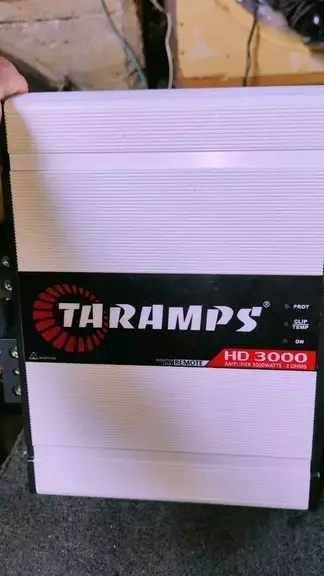 TARAMPS®
PROT
CLIP
TEMP
ON
REMOTE
HD 3000
AMPLIFIER 3000WATTS - 2 OHMS